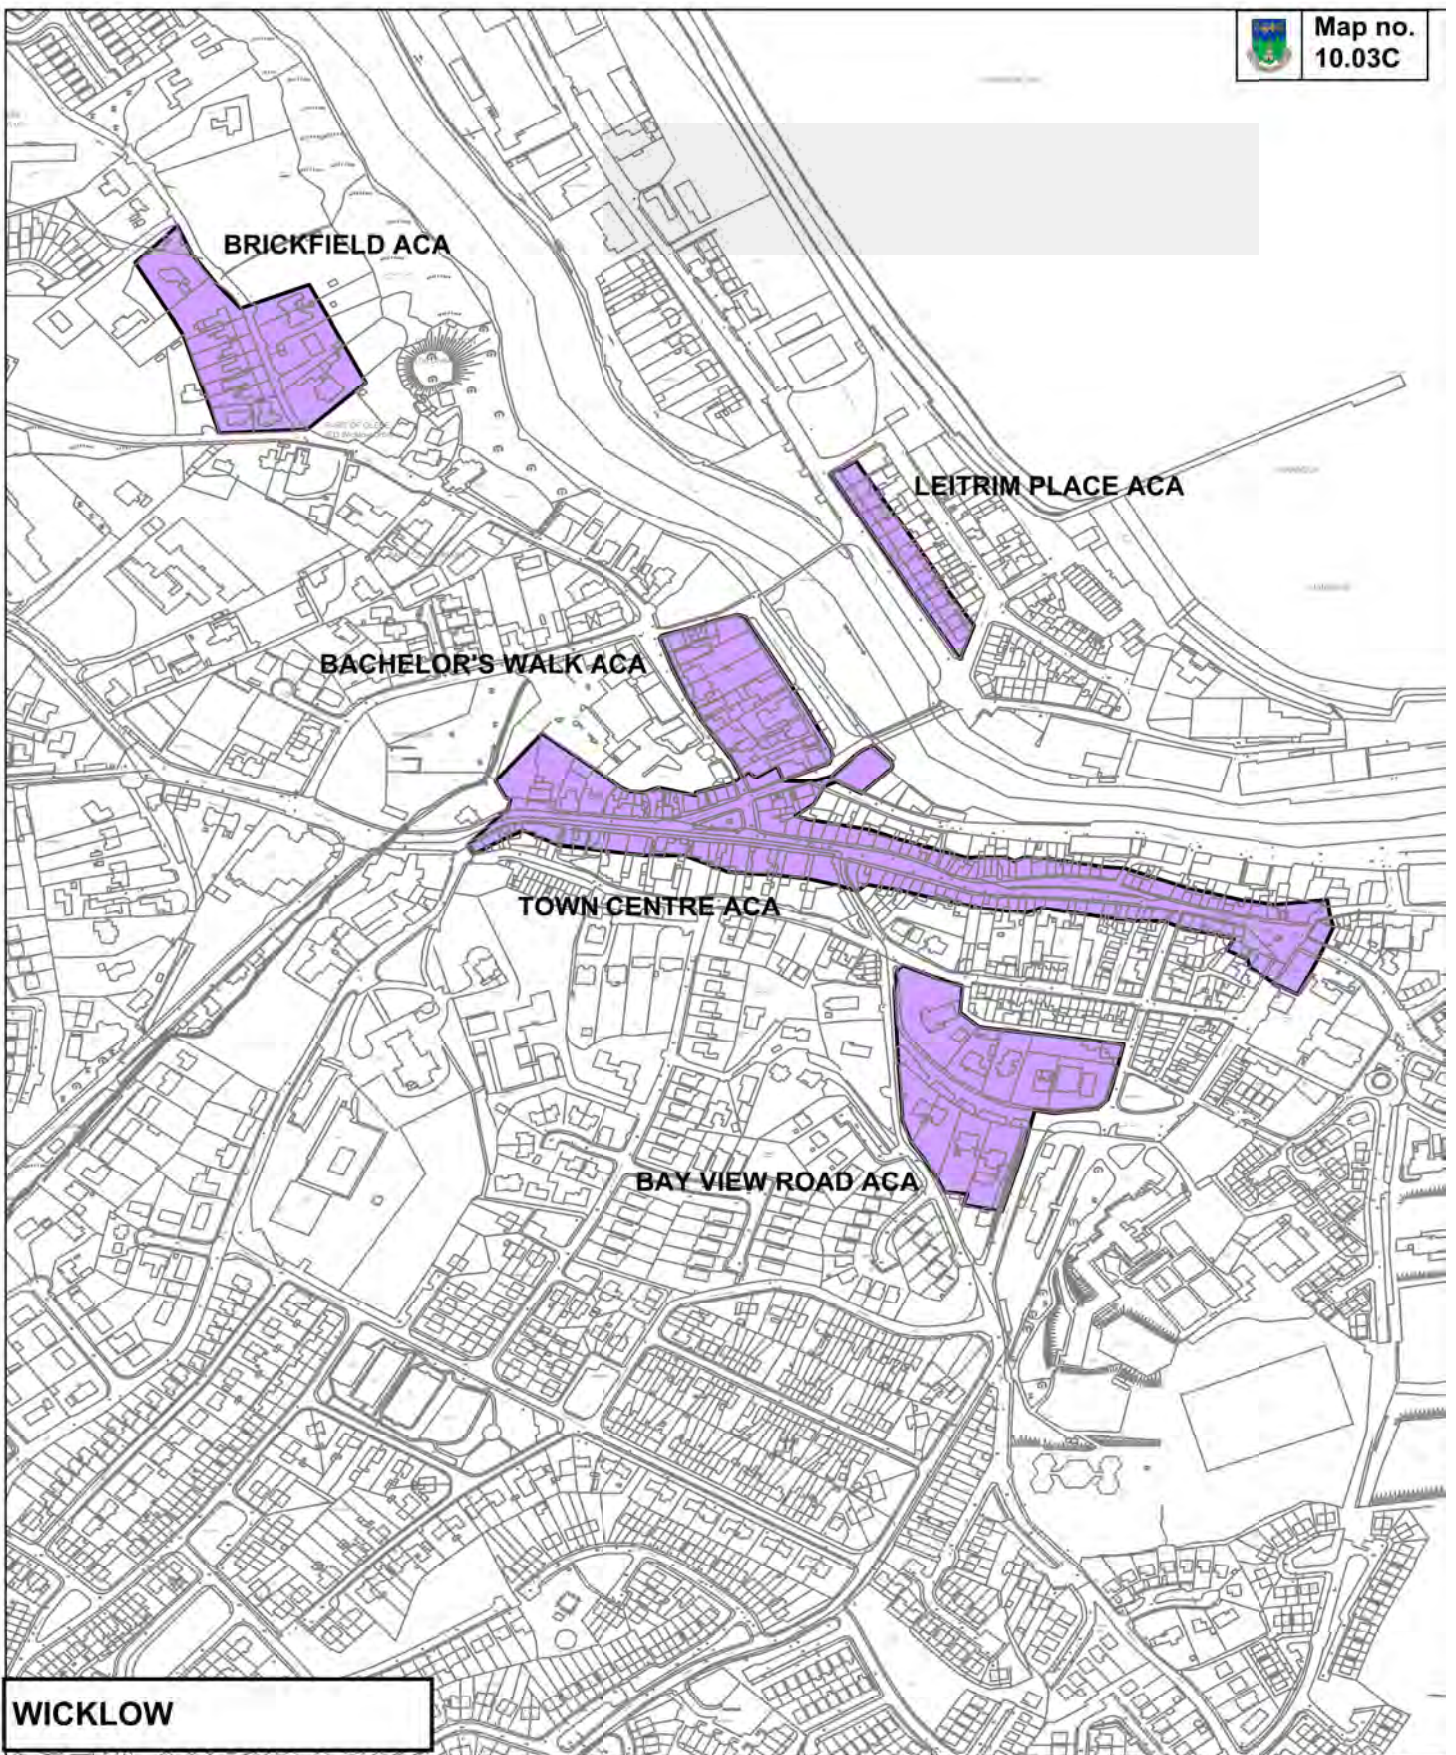 Map no.
10.03C
BRICKFIELD ACA
LEITRIM PLACE ACA
BACHELOR'S WALK ACA
TOWN CENTRE ACA
BAY VIEW ROAD ACA
WICKLOW